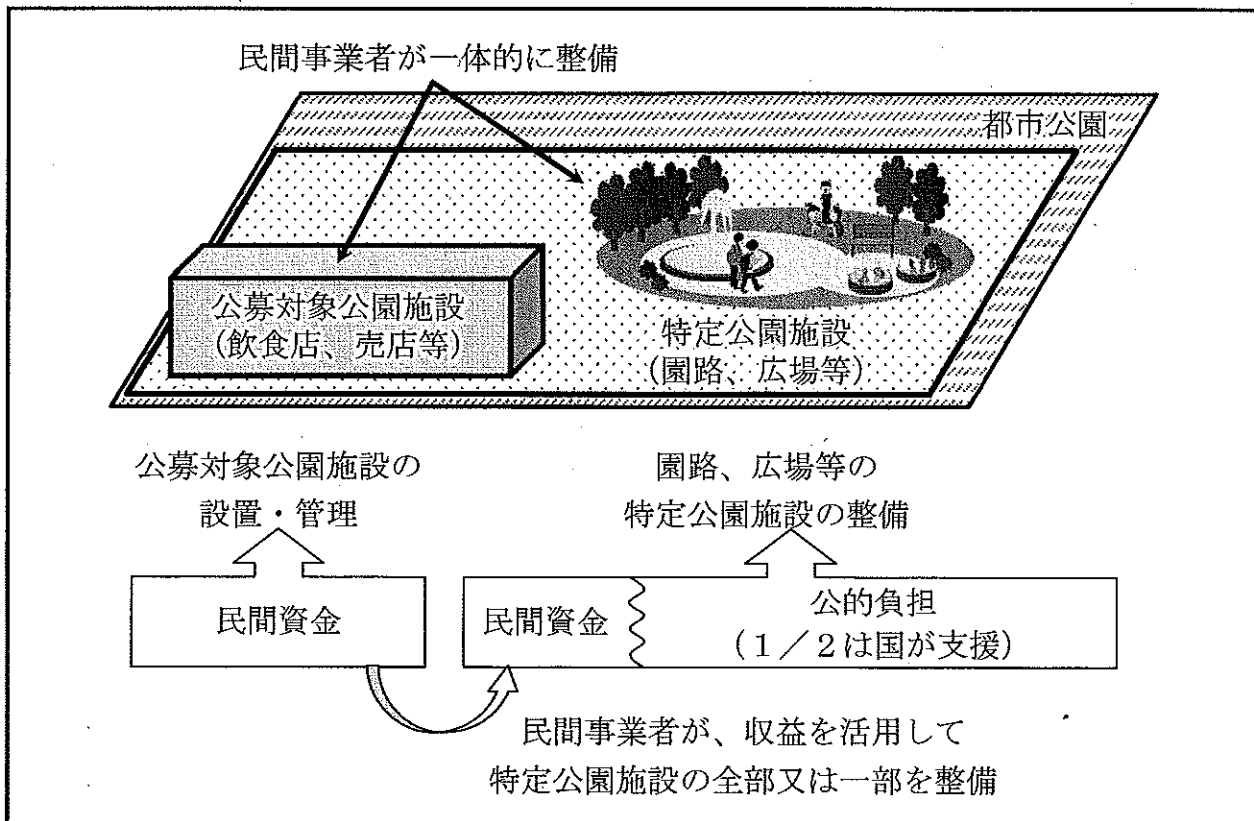 民間事業者が一体的に整備
都市公園
公募対象公園施設
(飲食店、売店等)
特定公園施設
(園路、広場等)
公募対象公園施設の
設置・管理
園路、広場等の
特定公園施設の整備
民間資金
民間資金
公的負担
(1/2は国が支援)
民間事業者が、収益を活用して
特定公園施設の全部又は一部を整備